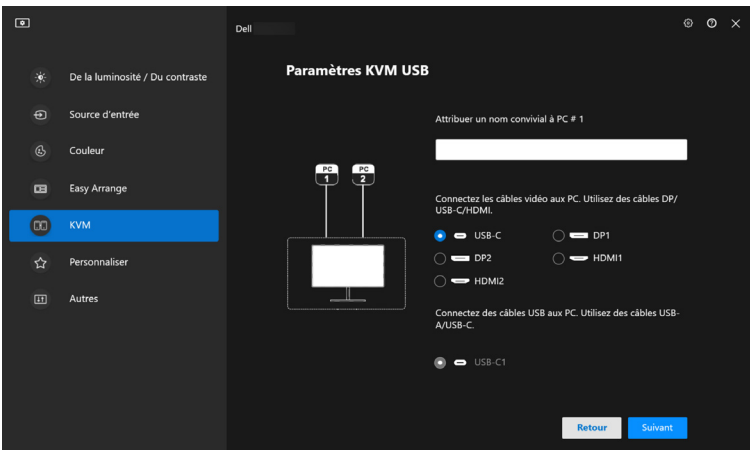 Dell
De la luminosité / Du contraste
Source d'entrée
Couleur
Easy Arrange
KVM
Personnaliser
Autres
Paramètres KVM USB
PC
1
PC
2
Attribuer un nom convivial à PC # 1
Connectez les câbles vidéo aux PC. Utilisez des câbles DP/
USB-C/HDMI.
USB-C
DP1
DP2
HDMI1
HDMI2
Connectez des câbles USB aux PC. Utilisez des câbles USB-
A/USB-C.
USB-C1
Retour
Suivant